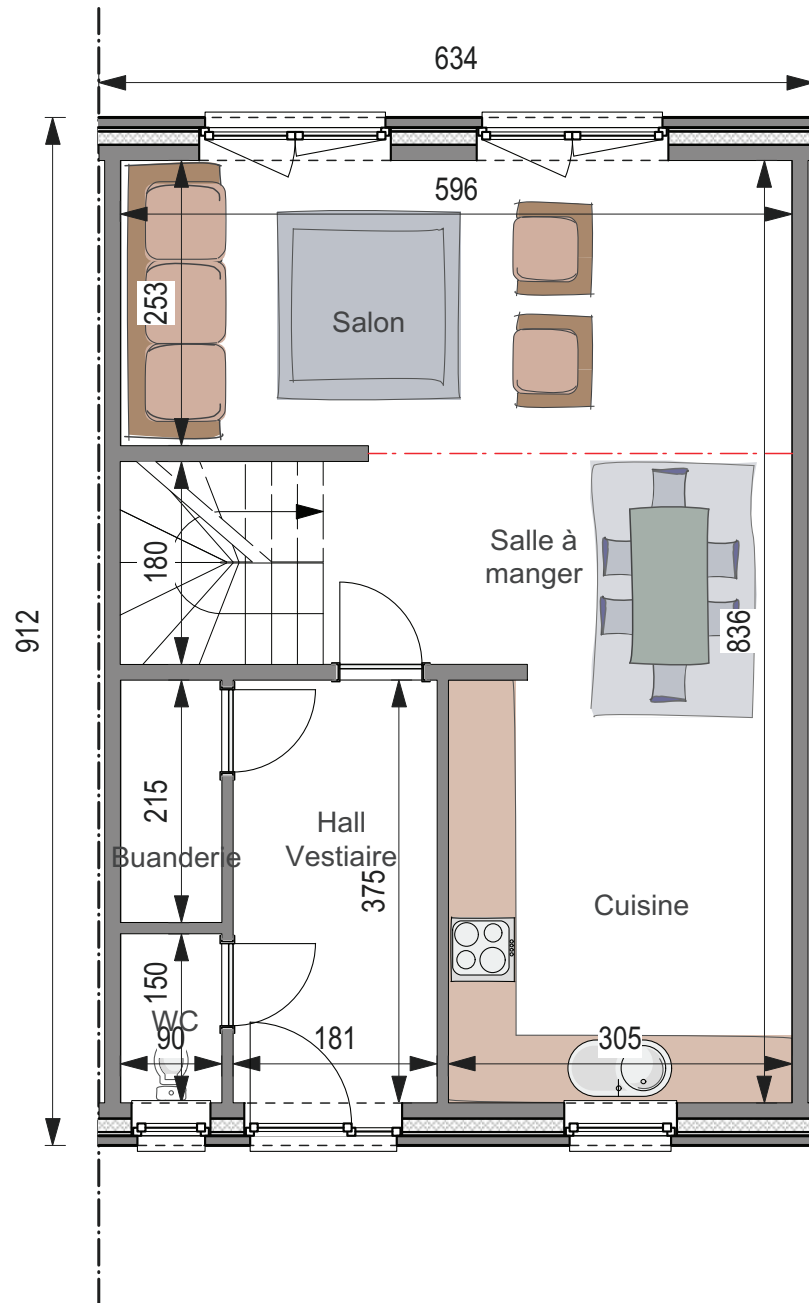 634
596
253
Salon
180
Salle à
manger
836
912
215
Hall
Vestiaire
Buanderie
375
Cuisine
150
WC
90
181
305